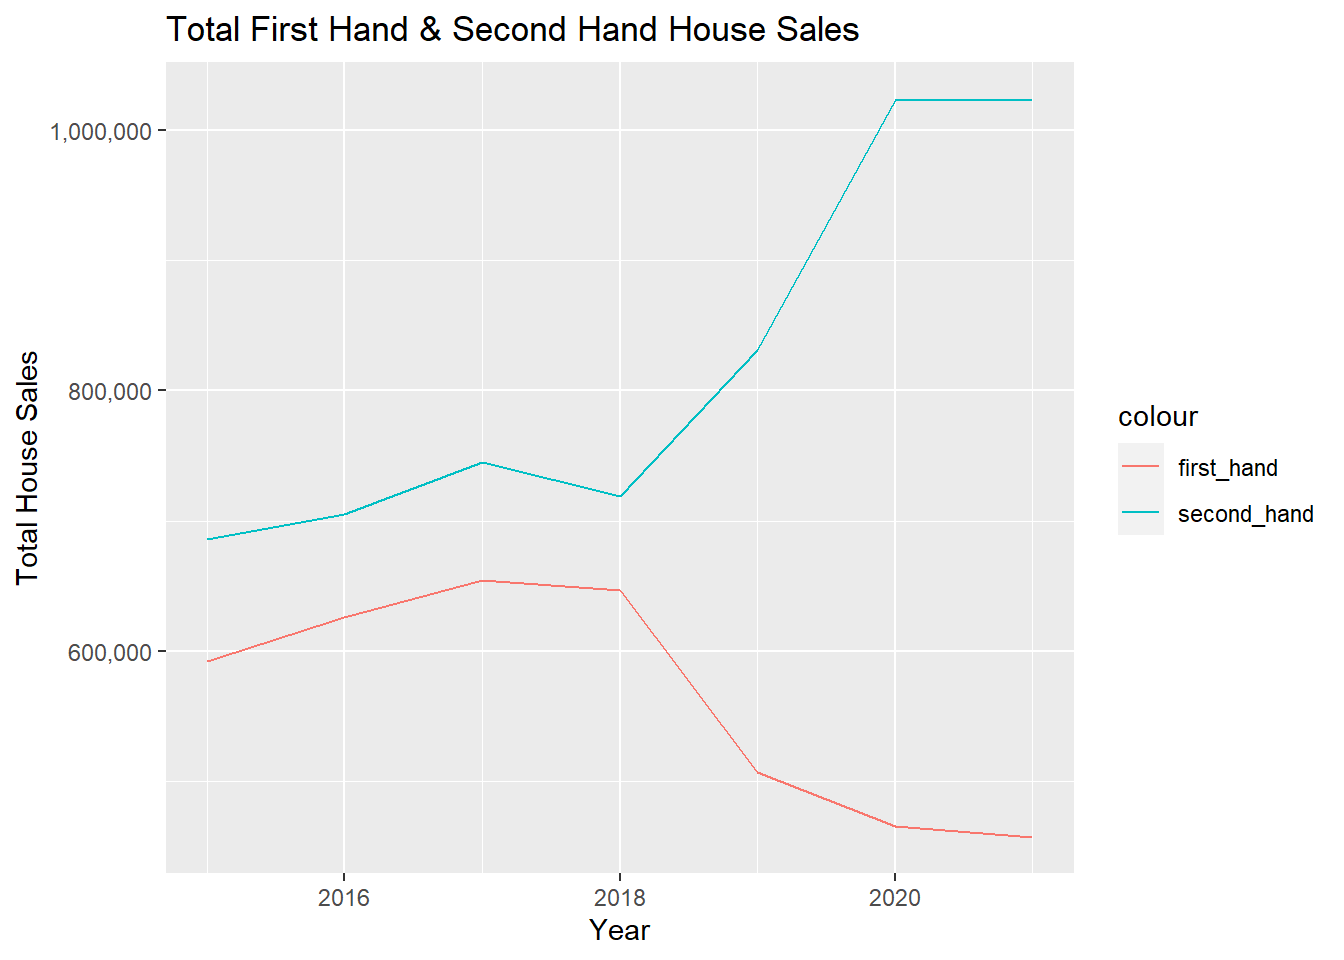 Total First Hand & Second Hand House Sales
1,000,000
800,000
600,000
Total House Sales
2016
2018
2020
Year
colour
first_hand
second_hand